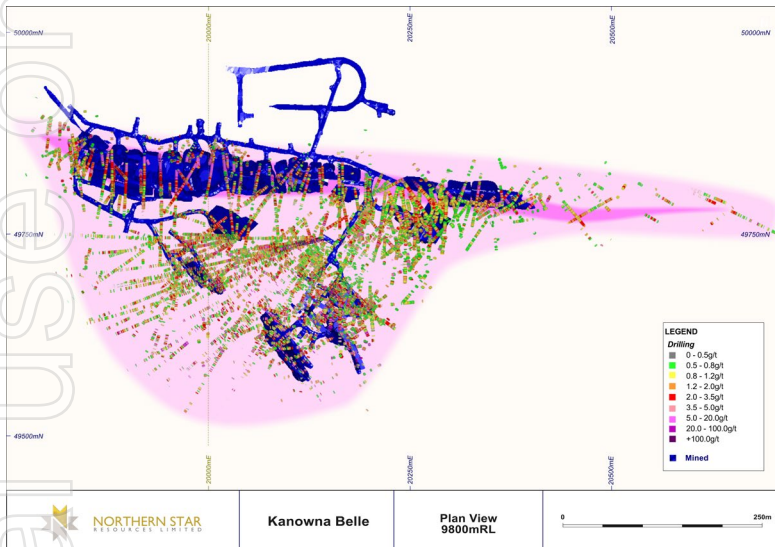 50000mN
20000mE
20250mE
20500mE
50000mN
49750mN
49750mN
49500mN
20000mE
20250mE
20500mE
LEGEND
Drilling
0 - 0.5g/t
0.5 - 0.8g/t
0.8 - 1.2g/t
1.2 - 2.0g/t
2.0 - 3.5g/t
3.5 - 5.0g/t
5.0 - 20.0g/t
20.0 - 100.0g/t
+100.0g/t
Mined
NORTHERN STAR
RESOURCES LIMITED
Kanowna Belle
Plan View
9800mRL
0
250m
al use on